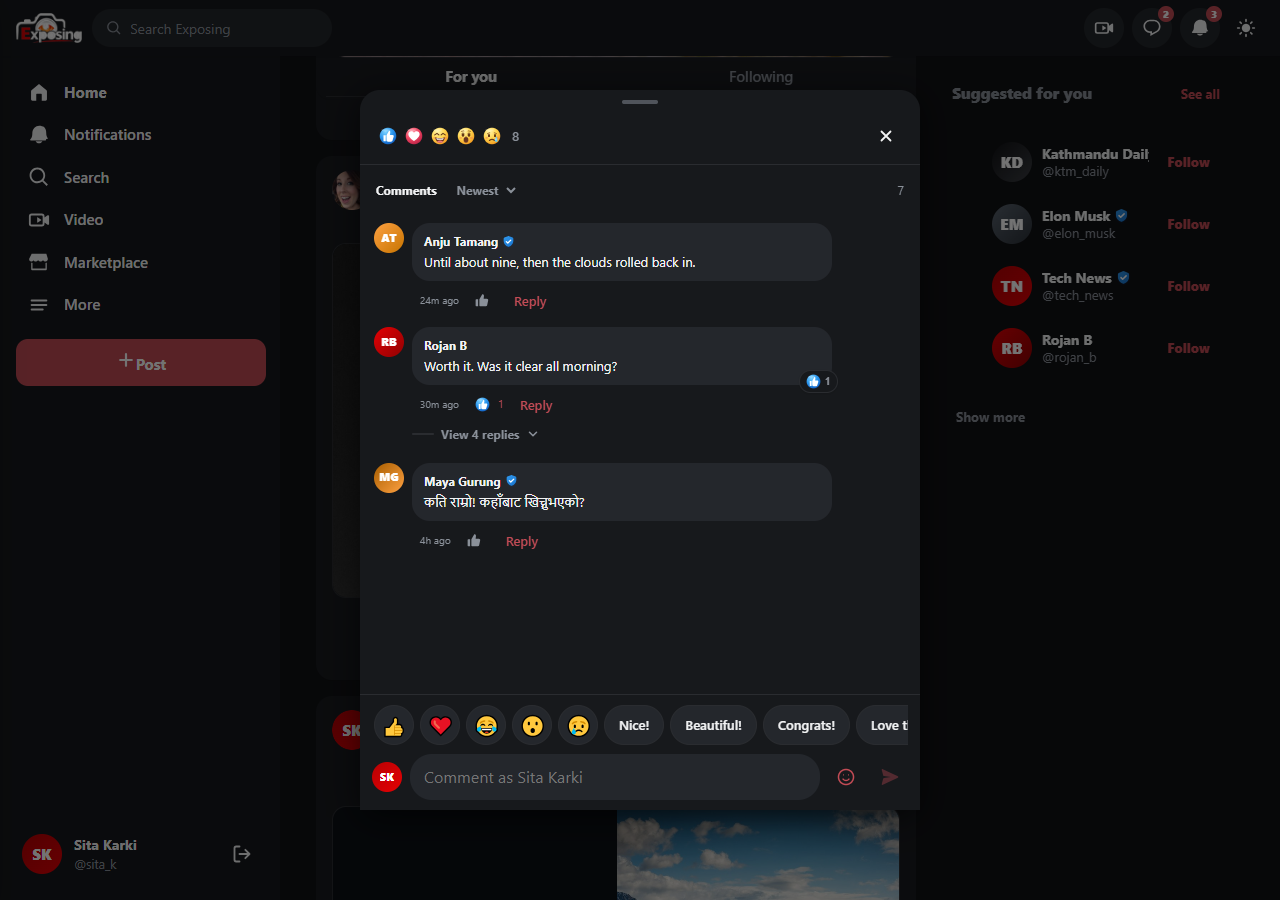 Exposing
Search Exposing
2
3
Home
Notifications
Search
Video
Marketplace
More
+ Post
For you
Following
8
Comments
Newest
7
AT
Anju Tamang
Until about nine, then the clouds rolled back in.
24m ago
Reply
RB
Rojan B
Worth it. Was it clear all morning?
1
30m ago
1
Reply
View 4 replies
MG
Maya Gurung
कति राम्रो! कहाँबाट खिच्नुभएको?
4h ago
Reply
Nice!
Beautiful!
Congrats!
Love
SK
Comment as Sita Karki
SK
Suggested for you
See all
KD
Kathmandu Dail
@ktm_daily
Follow
EM
Elon Musk
@elon_musk
Follow
TN
Tech News
@tech_news
Follow
RB
Rojan B
@rojan_b
Follow
Show more
SK
Sita Karki
@sita_k